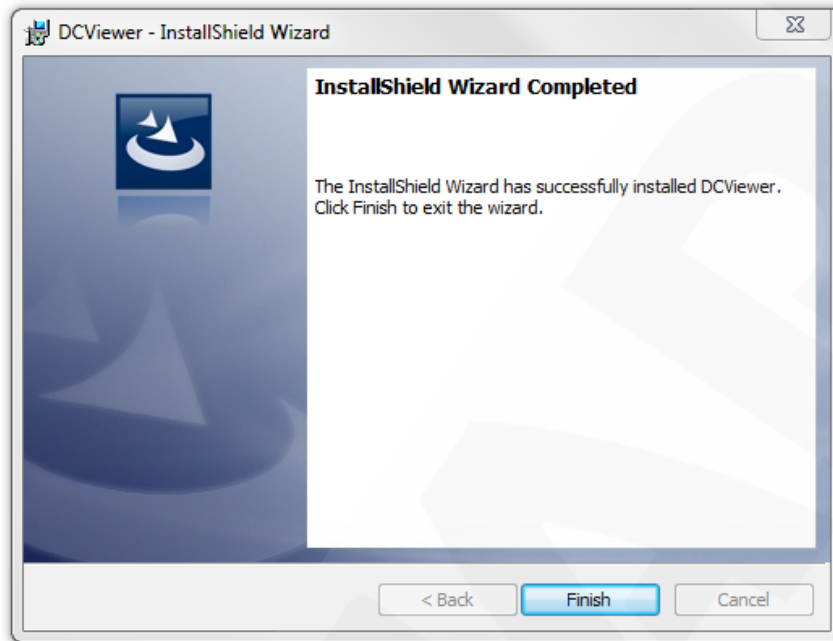 DCViewer - InstallShield Wizard
InstallShield Wizard Completed
The InstallShield Wizard has successfully installed DCViewer.
Click Finish to exit the wizard.
< Back
Finish
Cancel